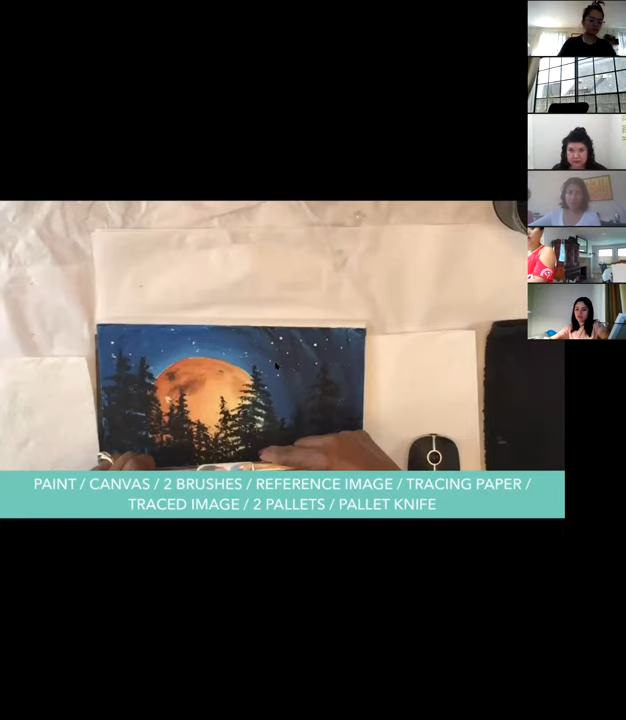 PAINT / CANVAS / 2 BRUSHES / REFERENCE IMAGE / TRACING PAPER /
TRACED IMAGE / 2 PALLETS / PALLET KNIFE